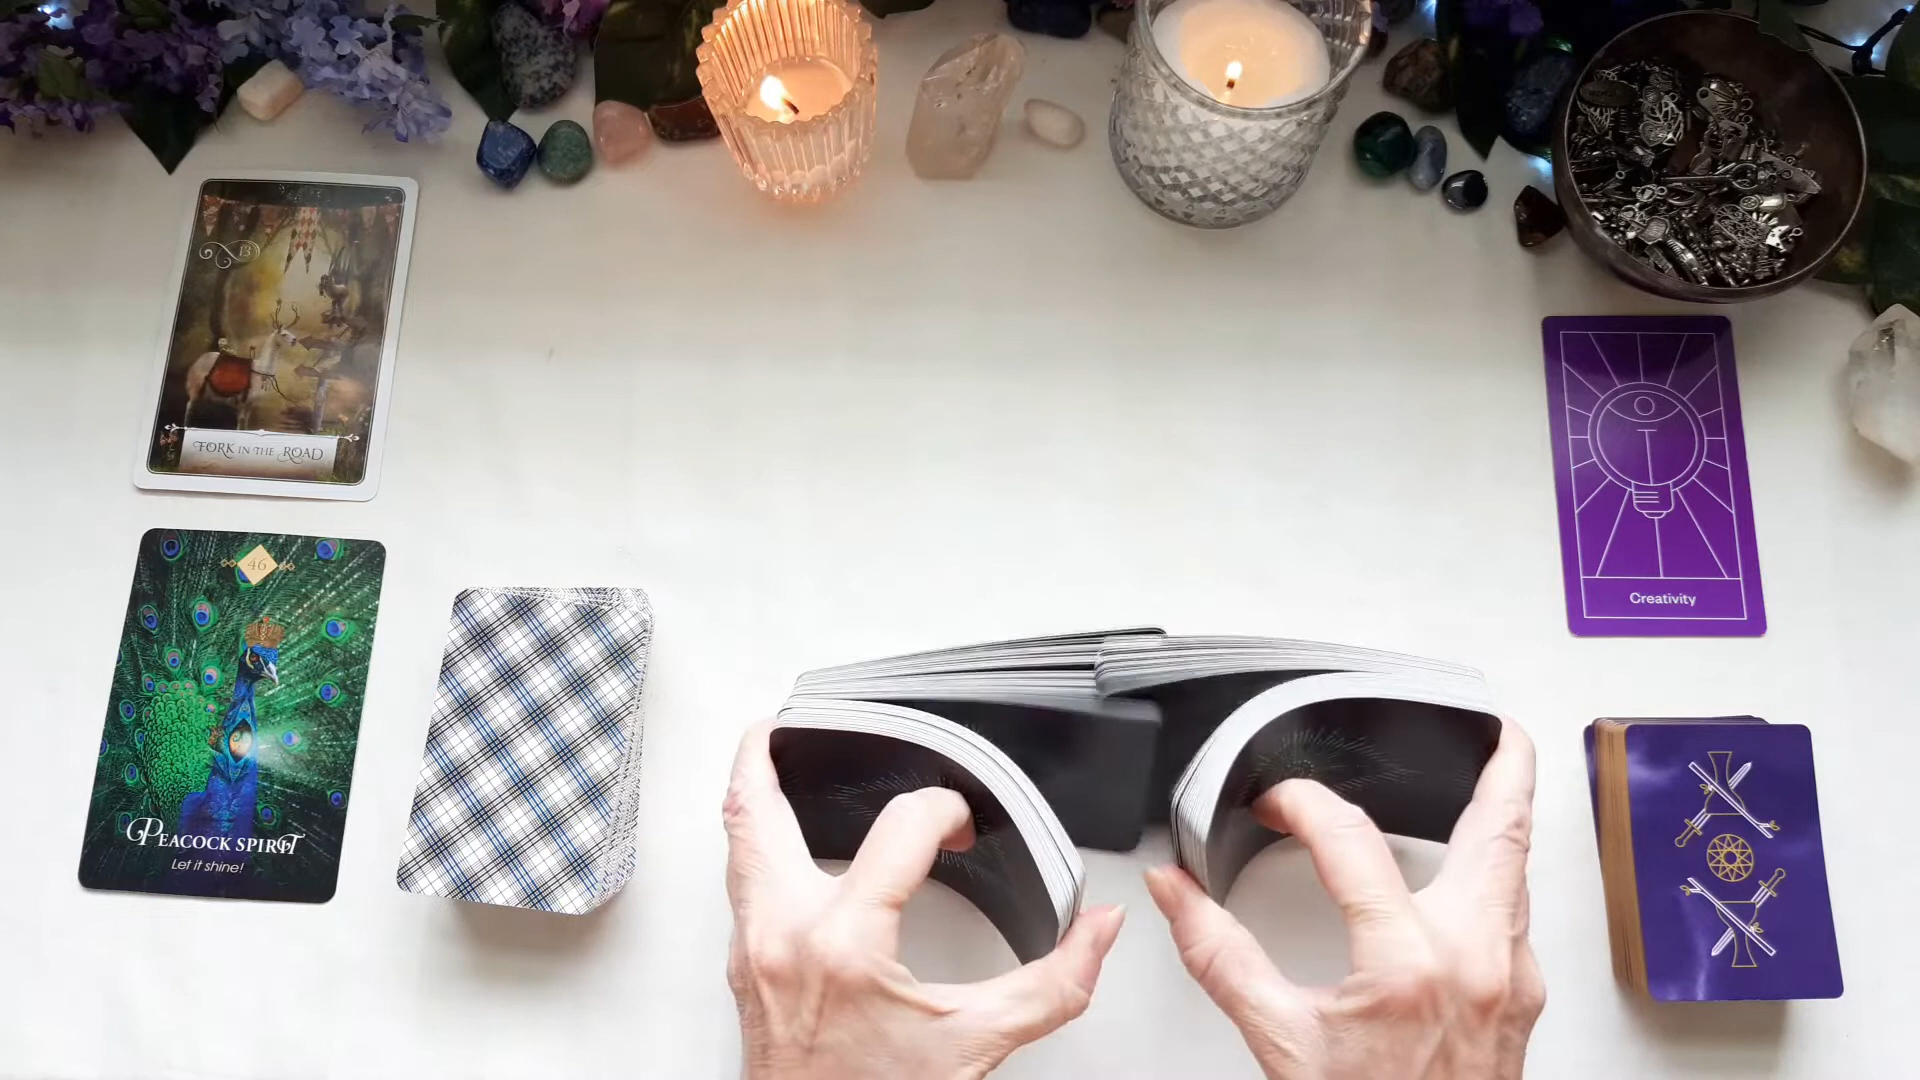 13
FORK IN THE ROAD
46
PEACOCK SPIRIT
Let it shine!
Creativity